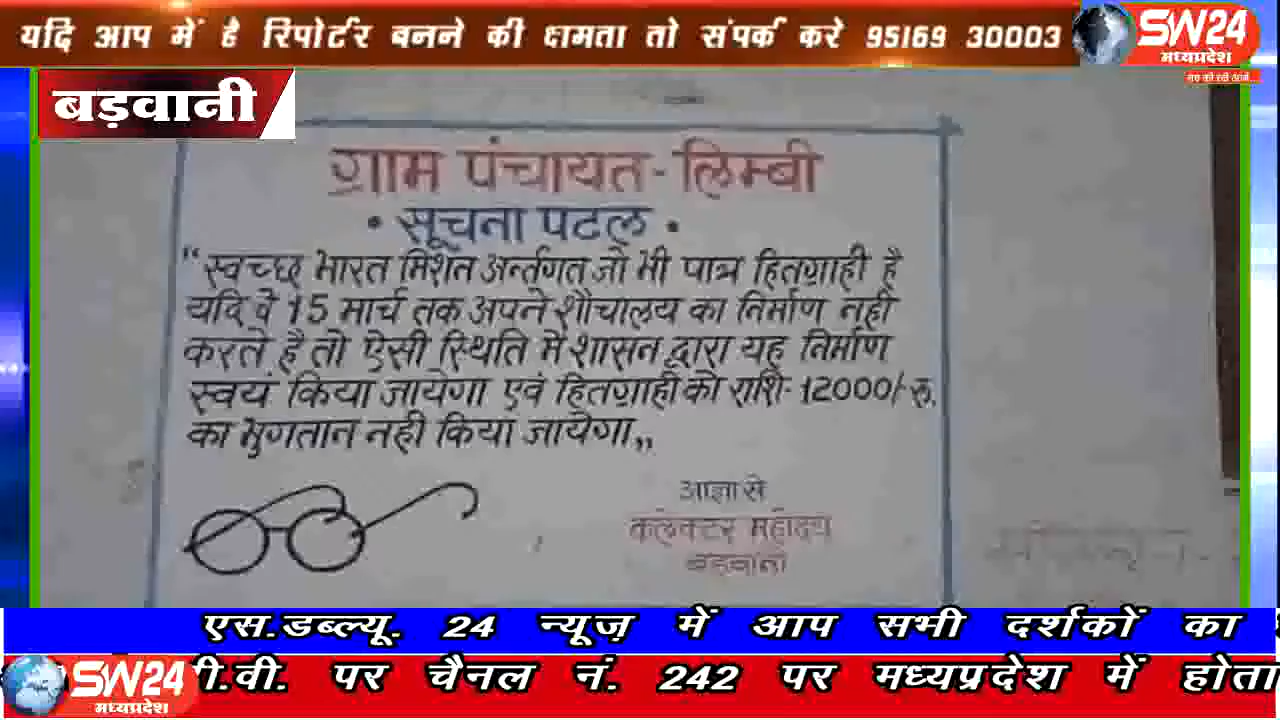 यदि आप में है रिपोर्टर बनने की क्षमता तो संपर्क करे 95169 30003
SW24
मध्यप्रदेश
बड़वानी
ग्राम पंचायत - लिम्बी
• सूचना पटल •
“स्वच्छ भारत मिशन अर्न्तगत जो भी पात्र हितग्राही है
यदि वे 15 मार्च तक अपने शौचालय का निर्माण नही
करते है तो ऐसी स्थिति मे शासन द्वारा यह निर्माण
स्वयं किया जायेगा एवं हितग्राही को राशि- 12000/- रु.
का भुगतान नही किया जायेगा,,
आज्ञा से
कलेक्टर महोदय
बड़वानी
एस.डब्ल्यू. 24 न्यूज़ में आप सभी दर्शकों का
SW24
मध्यप्रदेश
.वी. पर चैनल नं. 242 पर मध्यप्रदेश में होता